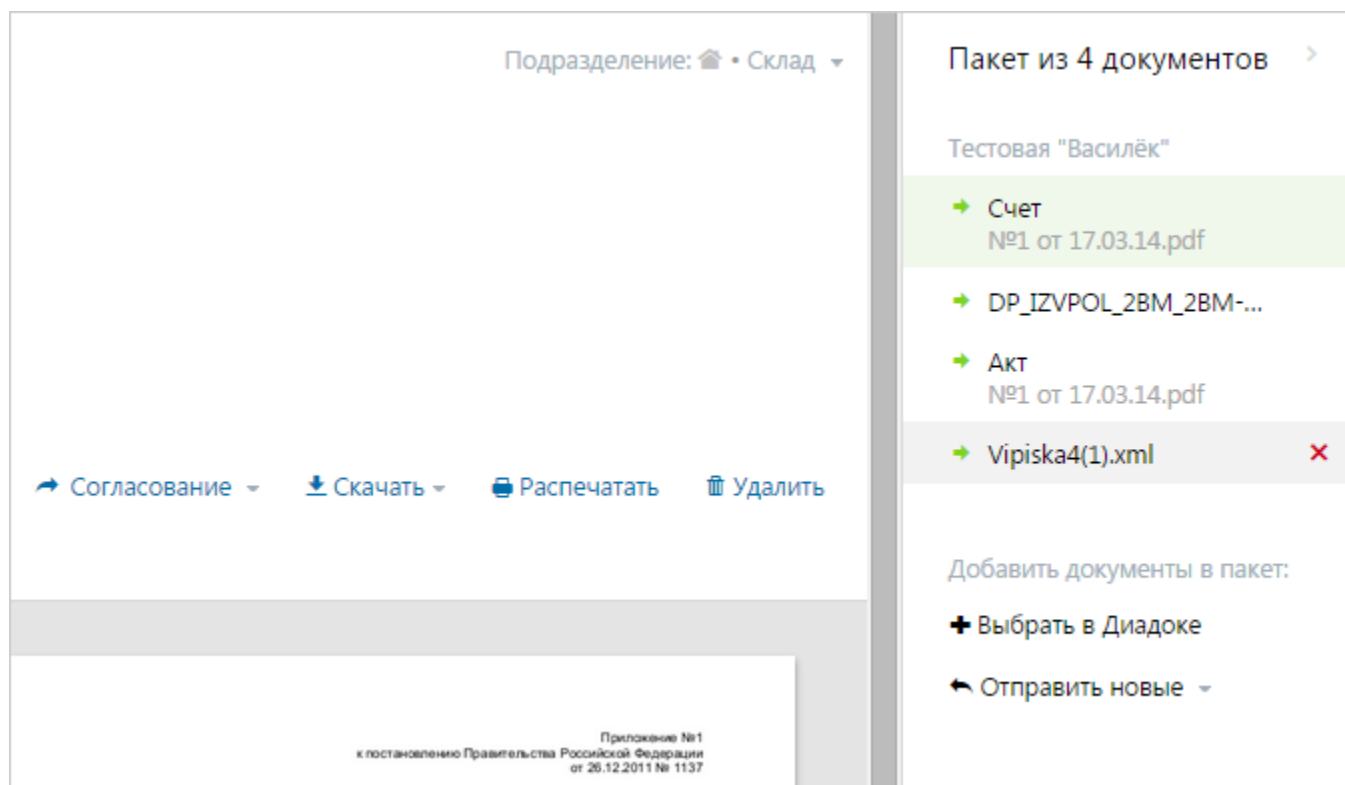 Подразделение: • Склад
Согласование
Скачать
Распечатать
Удалить
Приложение №1
к постановлению Правительства Российской Федерации
от 26.12.2011 № 1137
Пакет из 4 документов
Тестовая "Василёк"
Счет
№1 от 17.03.14.pdf
DP_IZVPOL_2BM_2BM-...
Акт
№1 от 17.03.14.pdf
Vipiska4(1).xml
Добавить документы в пакет:
Выбрать в Диадоке
Отправить новые